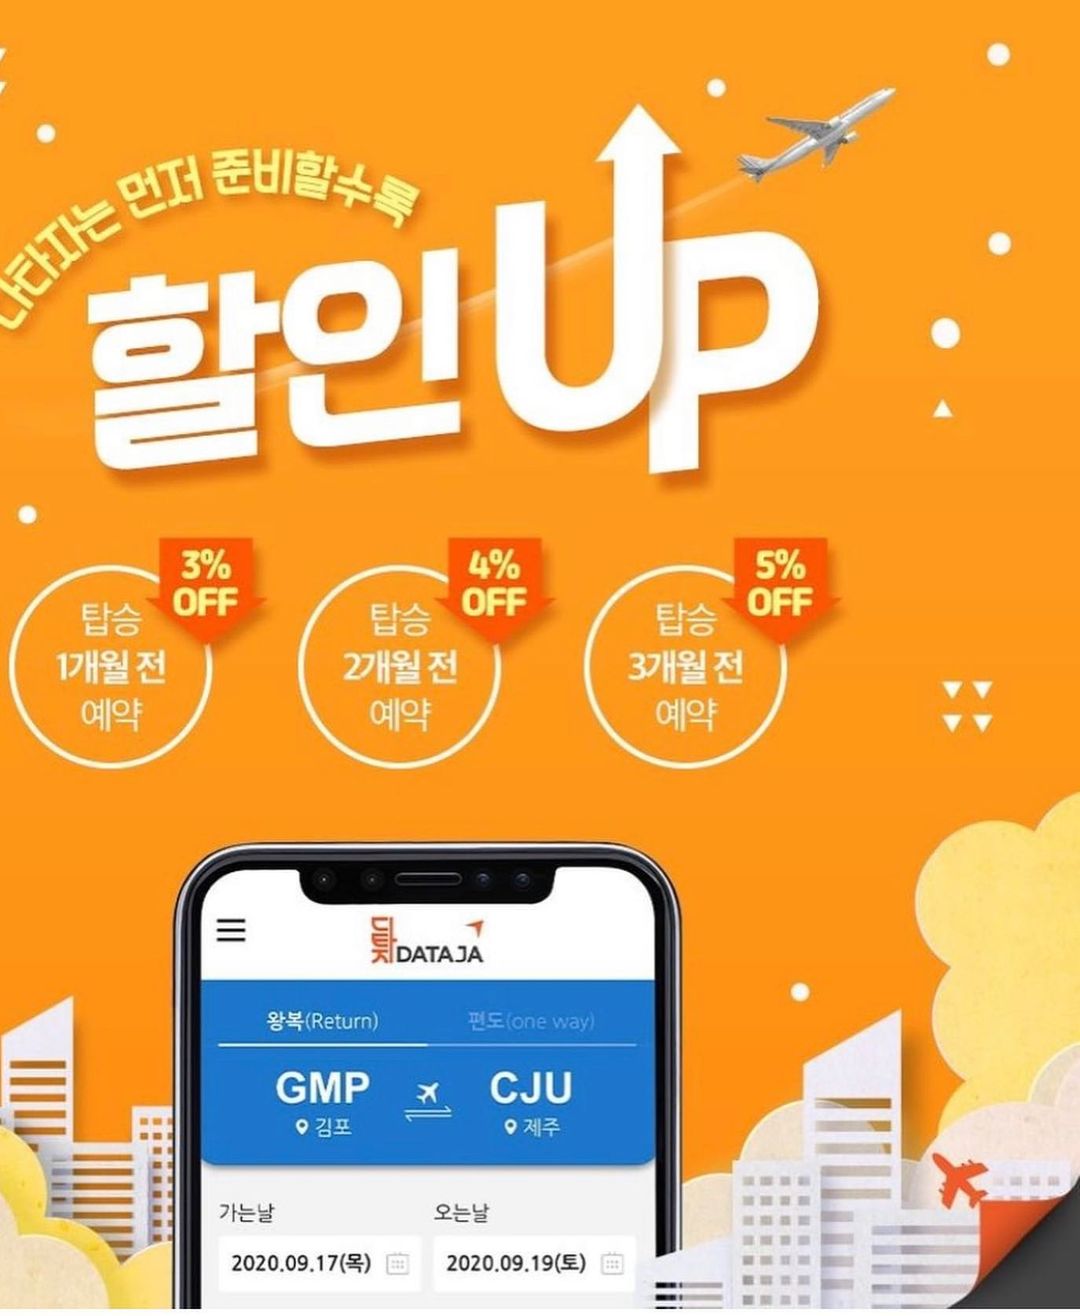 다타자는 먼저 준비할수록
할인UP
3%
OFF
탑승
1개월 전
예약
4%
OFF
탑승
2개월 전
예약
5%
OFF
탑승
3개월 전
예약
다타자 DATAJA
왕복(Return)
편도(one way)
GMP
CJU
김포
제주
가는날
오는날
2020.09.17(목)
2020.09.19(토)